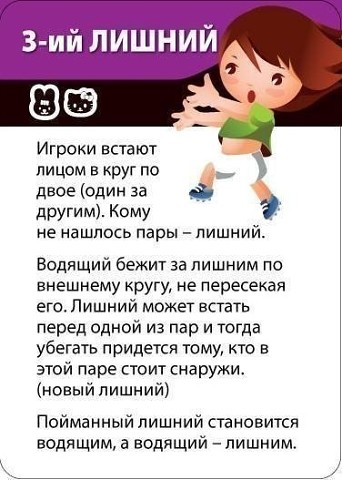 3-ий ЛИШНИЙ
Игроки встают
лицом в круг по
двое (один за
другим). Кому
не нашлось пары – лишний.
Водящий бежит за лишним по
внешнему кругу, не пересекая
его. Лишний может встать
перед одной из пар и тогда
убегать придется тому, кто в
этой паре стоит снаружи.
(новый лишний)
Пойманный лишний становится
водящим, а водящий – лишним.